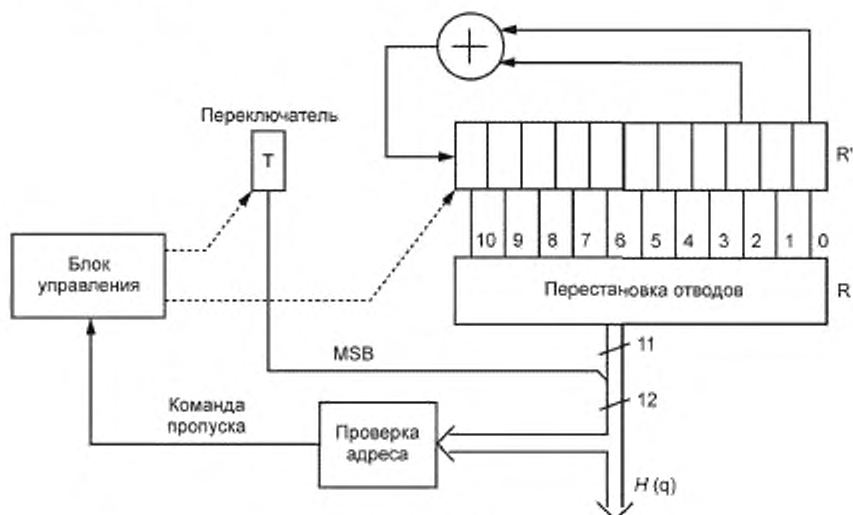 Переключатель
T
R'
10 9 8 7 6 5 4 3 2 1 0
Блок
управления
Перестановка отводов
R
11
MSB
12
Команда
пропуска
Проверка
адреса
H (q)